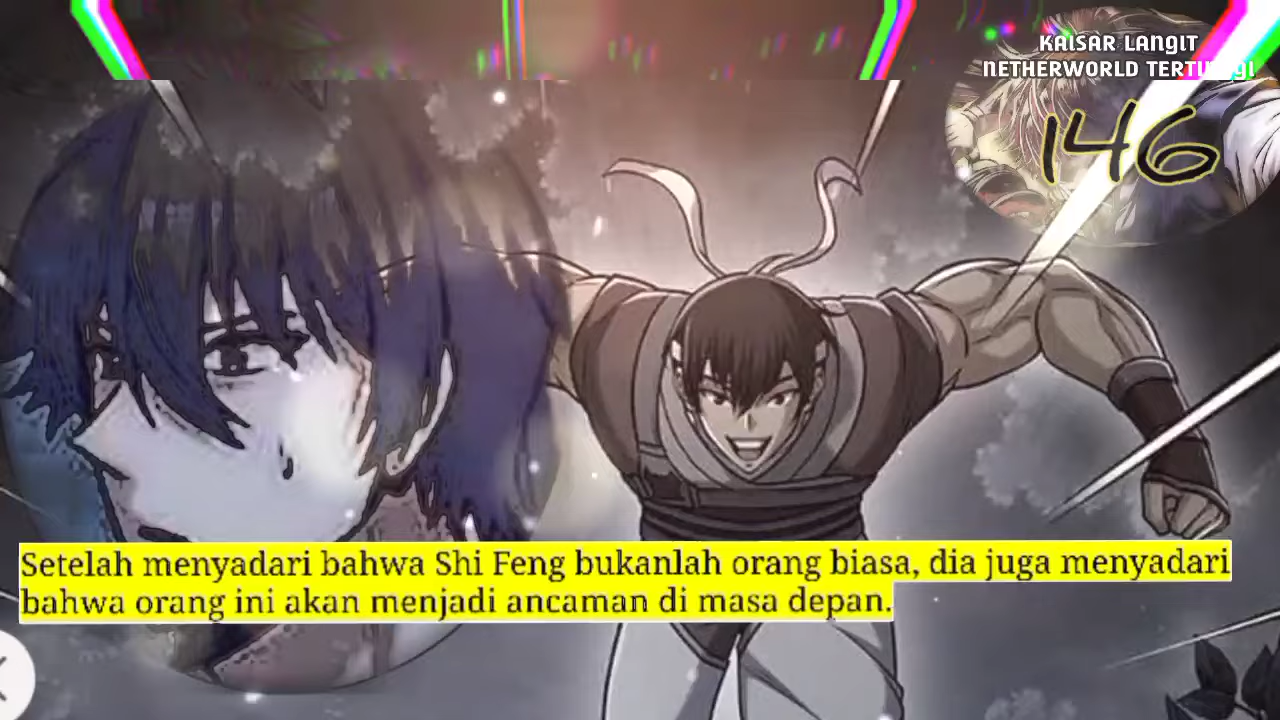 KAISAR LANGIT
NETHERWORLD TERTINGGI
146
Setelah menyadari bahwa Shi Feng bukanlah orang biasa, dia juga menyadari
bahwa orang ini akan menjadi ancaman di masa depan.